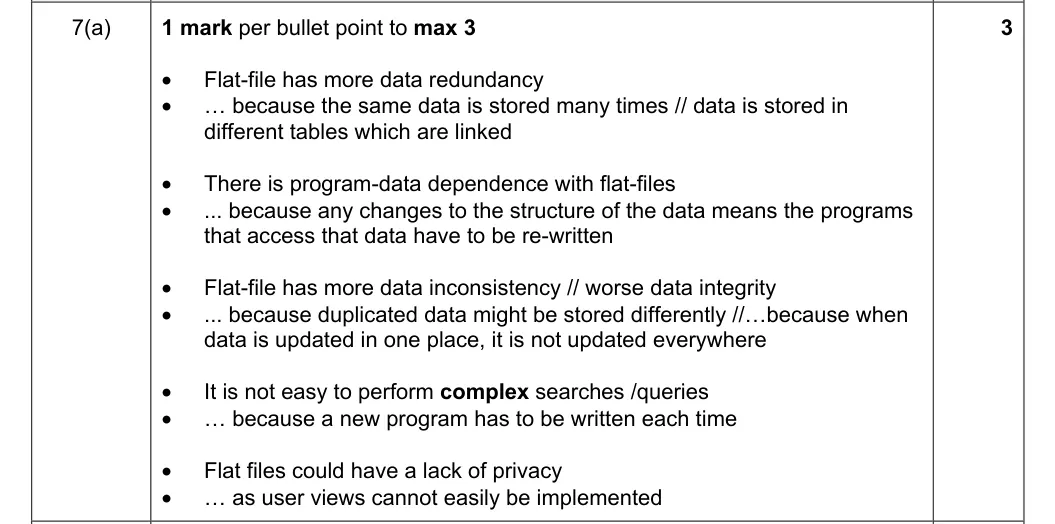 7(a)
1 mark per bullet point to max 3
3
• Flat-file has more data redundancy
• … because the same data is stored many times // data is stored in
different tables which are linked
• There is program-data dependence with flat-files
• ... because any changes to the structure of the data means the programs
that access that data have to be re-written
• Flat-file has more data inconsistency // worse data integrity
• ... because duplicated data might be stored differently //…because when
data is updated in one place, it is not updated everywhere
• It is not easy to perform complex searches /queries
• … because a new program has to be written each time
• Flat files could have a lack of privacy
• … as user views cannot easily be implemented